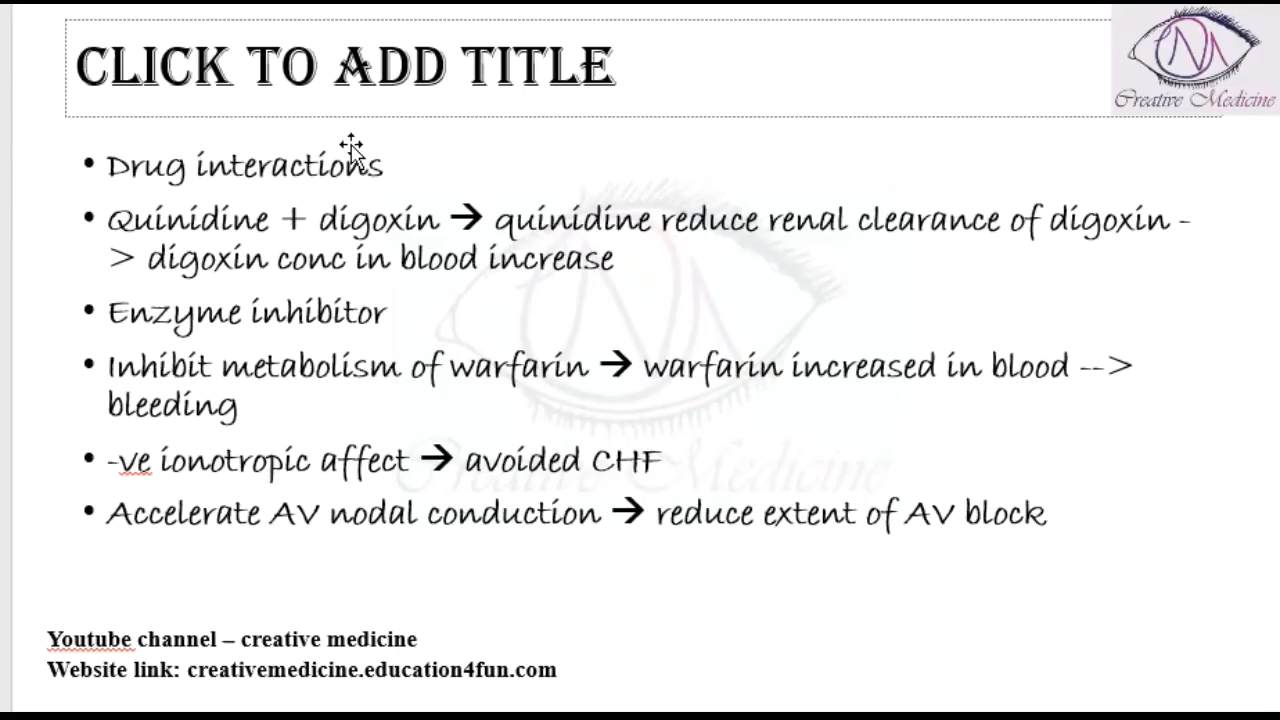 CLICK TO ADD TITLE
Creative Medicine
• Drug interactions
• Quinidine + digoxin → quinidine reduce renal clearance of digoxin -
> digoxin conc in blood increase
• Enzyme inhibitor
• Inhibit metabolism of warfarin → warfarin increased in blood -->
bleeding
• -ve ionotropic affect → avoided CHF
Creative Medicine
• Accelerate AV nodal conduction → reduce extent of AV block
Youtube channel – creative medicine
Website link: creativemedicine.education4fun.com